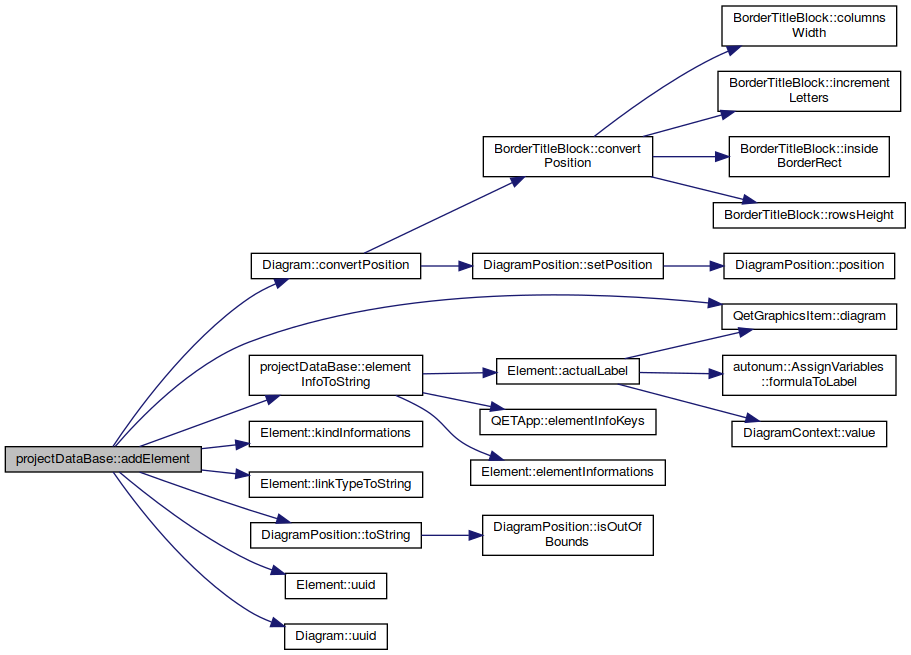 BorderTitleBlock::columns
Width
BorderTitleBlock::increment
Letters
BorderTitleBlock::convert
Position
BorderTitleBlock::inside
BorderRect
BorderTitleBlock::rowsHeight
Diagram::convertPosition
DiagramPosition::setPosition
DiagramPosition::position
QetGraphicsItem::diagram
projectDataBase::element
InfoToString
Element::actualLabel
autonum::AssignVariables
::formulaToLabel
QETApp::elementInfoKeys
Element::kindInformations
DiagramContext::value
projectDataBase::addElement
Element::elementInformations
Element::linkTypeToString
DiagramPosition::toString
DiagramPosition::isOutOf
Bounds
Element::uuid
Diagram::uuid